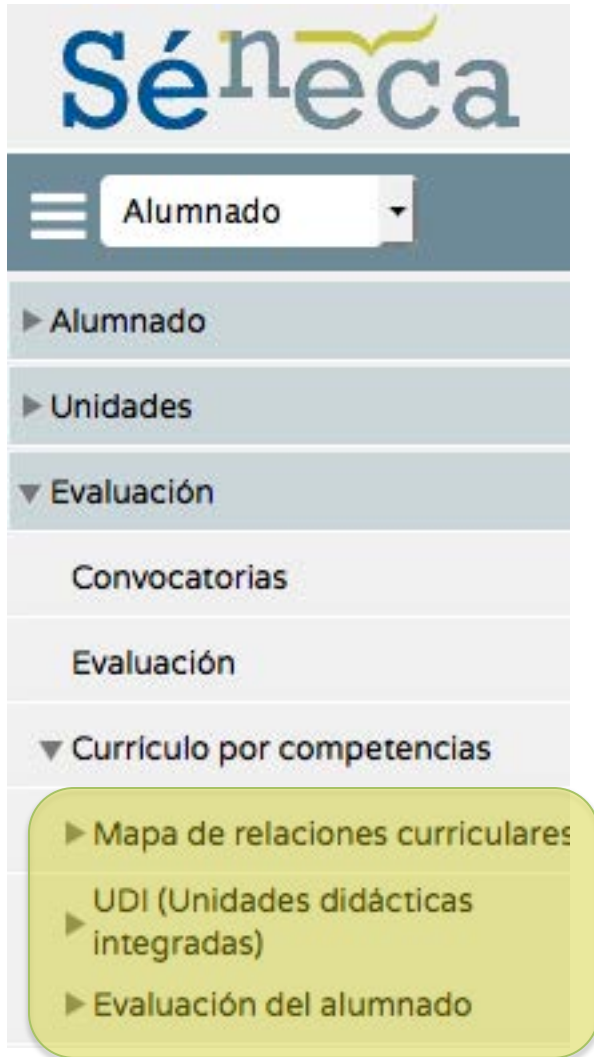 Séneca
Alumnado
Alumnado
Unidades
Evaluación
Convocatorias
Evaluación
Currículo por competencias
Mapa de relaciones curriculares
UDI (Unidades didácticas
integradas)
Evaluación del alumnado